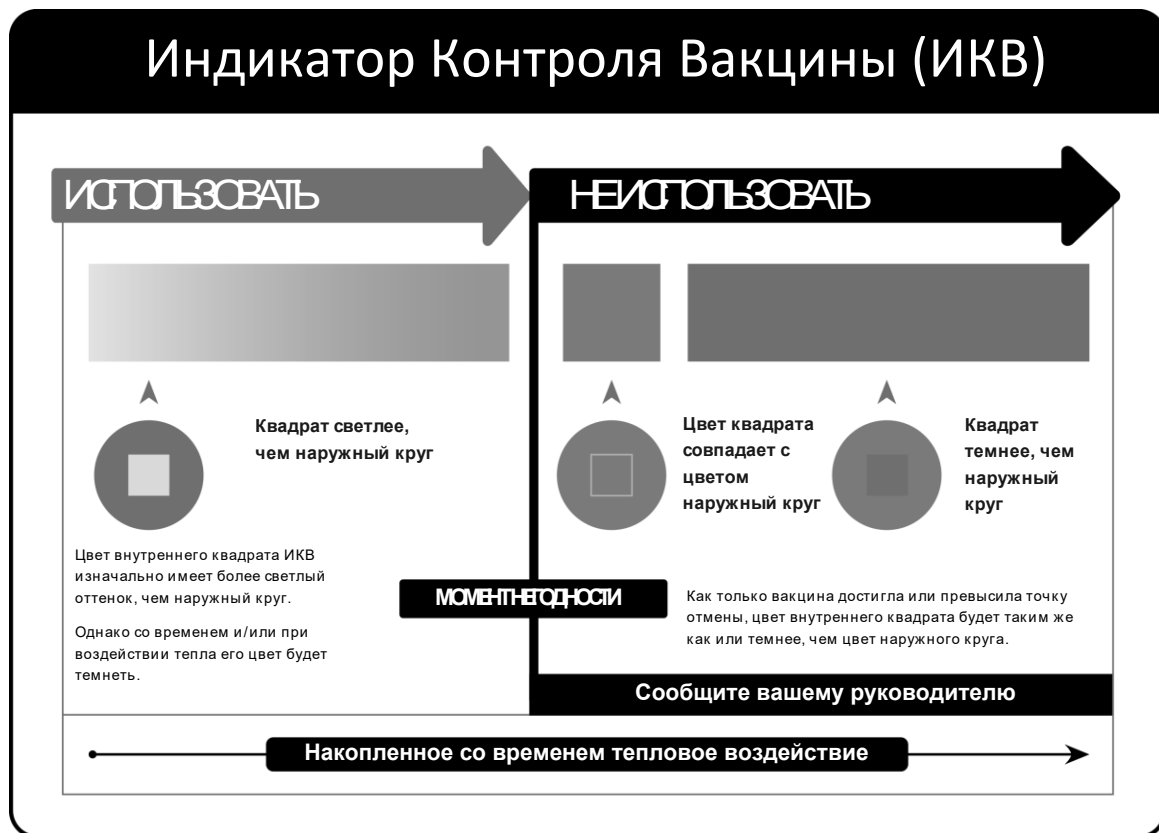 Индикатор Контроля Вакцины (ИКВ)
ИСПОЛЬЗОВАТЬ
НЕ ИСПОЛЬЗОВАТЬ
Квадрат светлее,
чем наружный круг
Цвет квадрата
совпадает с
цветом
наружный круг
Квадрат
темнее, чем
наружный
круг
Цвет внутреннего квадрата ИКВ
изначально имеет более светлый
оттенок, чем наружный круг.
Однако со временем и/или при
воздействии тепла его цвет будет
темнеть.
МОМЕНТ НЕГОДНОСТИ
Как только вакцина достигла или превысила точку
отмены, цвет внутреннего квадрата будет таким же
как или темнее, чем цвет наружного круга.
Сообщите вашему руководителю
Накопленное со временем тепловое воздействие